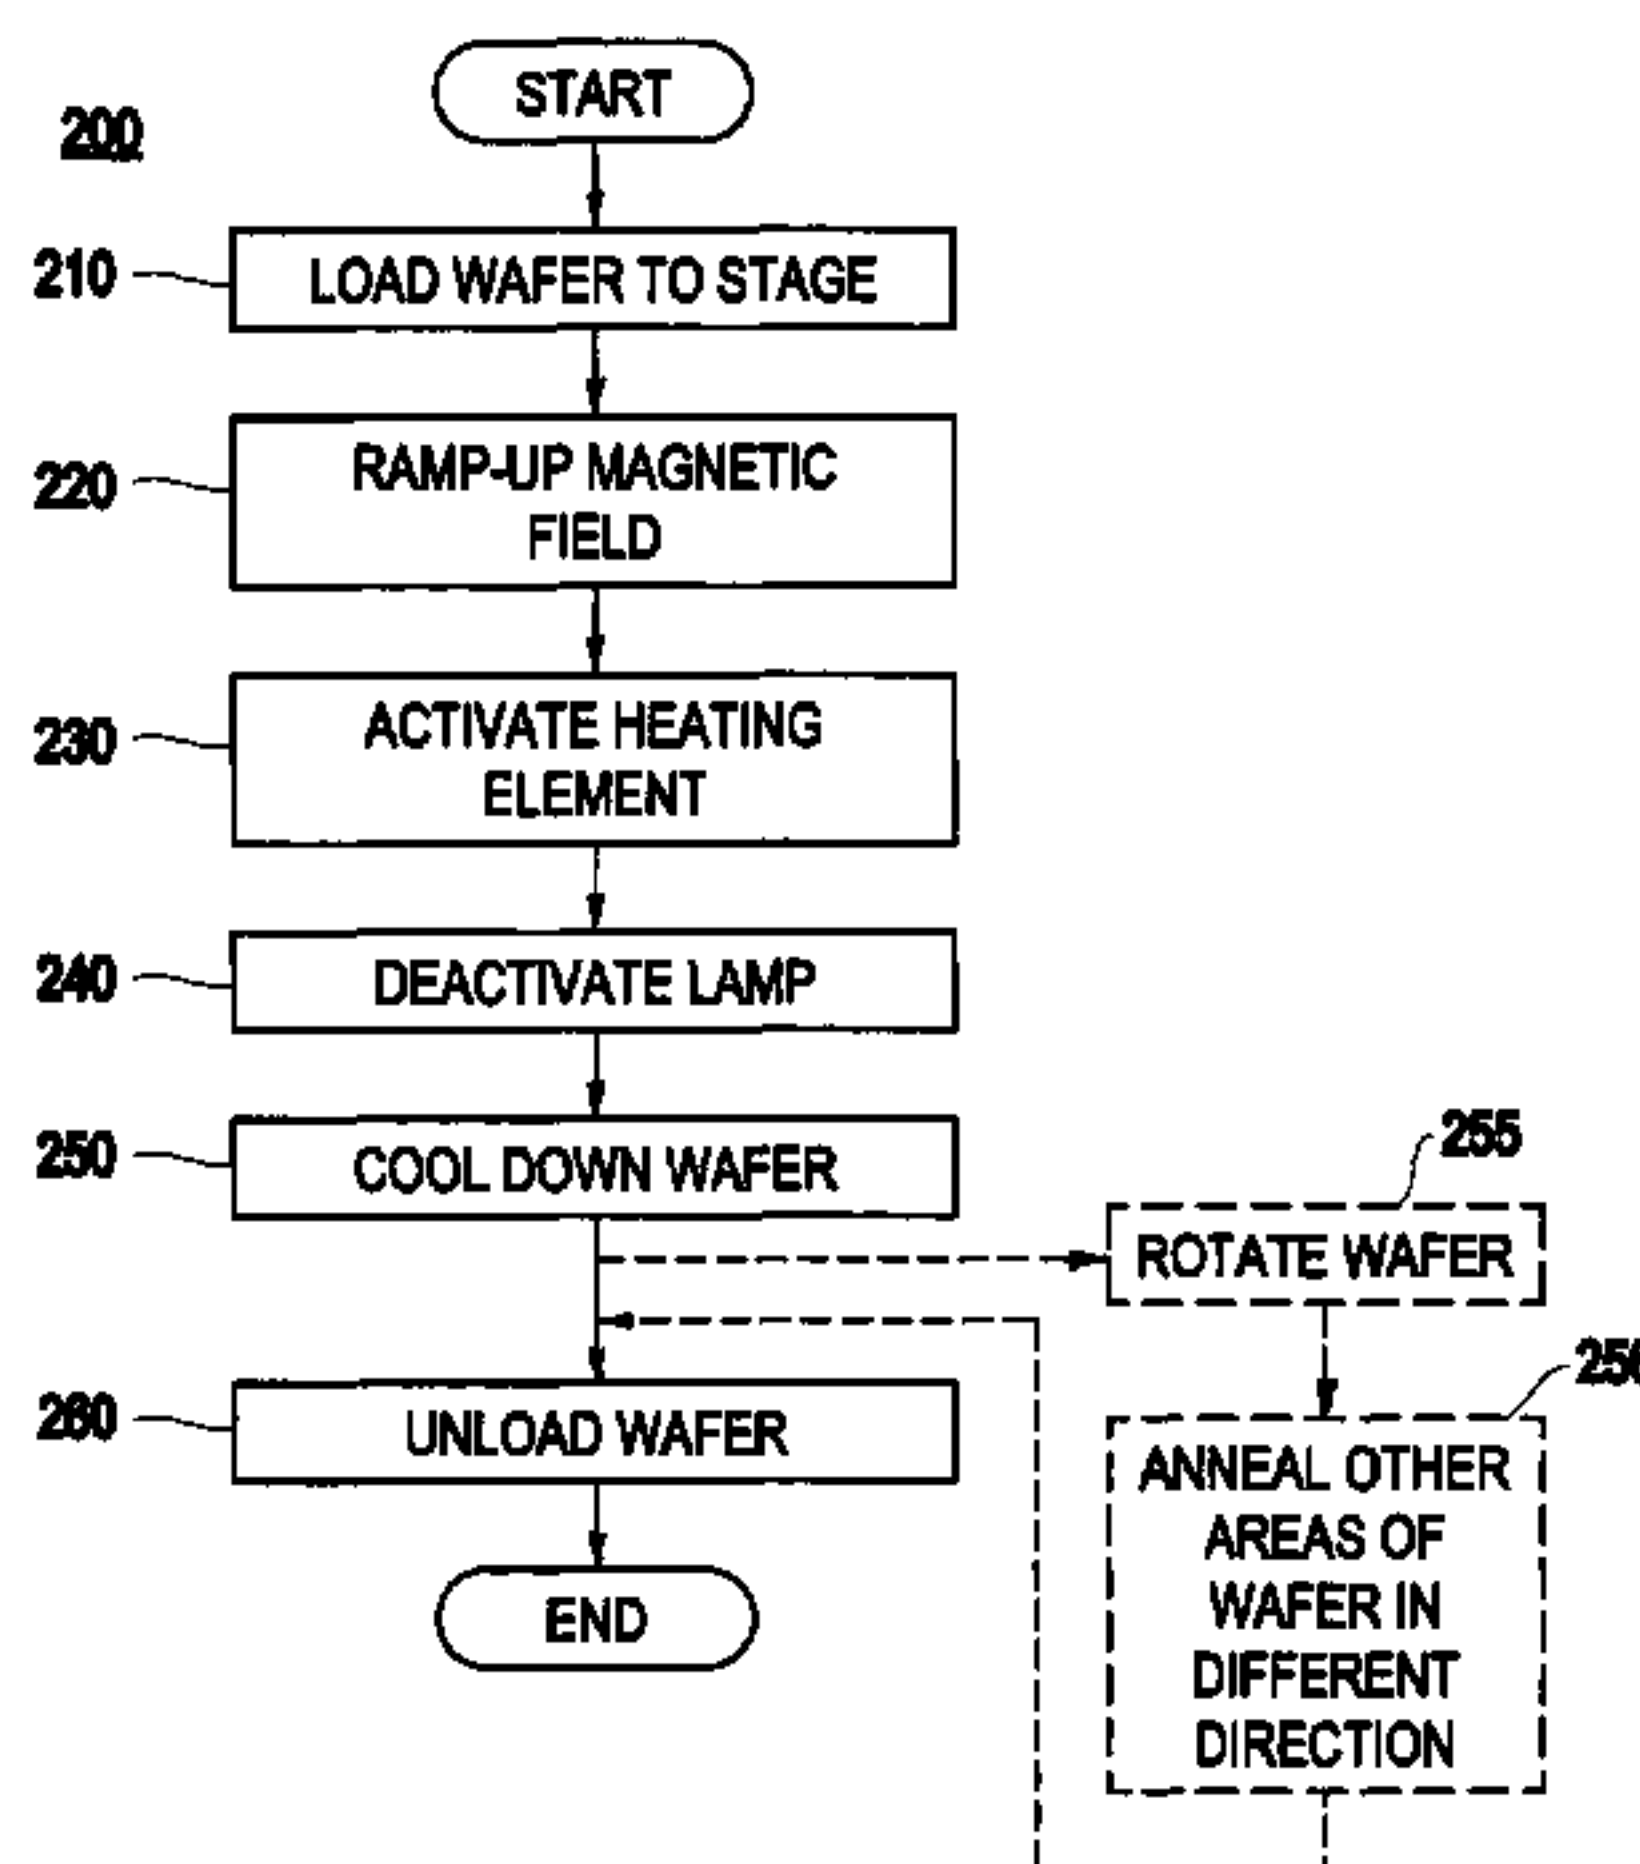 START
200
210
LOAD WAFER TO STAGE
220
RAMP-UP MAGNETIC
FIELD
230
ACTIVATE HEATING
ELEMENT
240
DEACTIVATE LAMP
250
COOL DOWN WAFER
255
ROTATE WAFER
260
UNLOAD WAFER
ANNEAL OTHER
AREAS OF
WAFER IN
DIFFERENT
DIRECTION
END